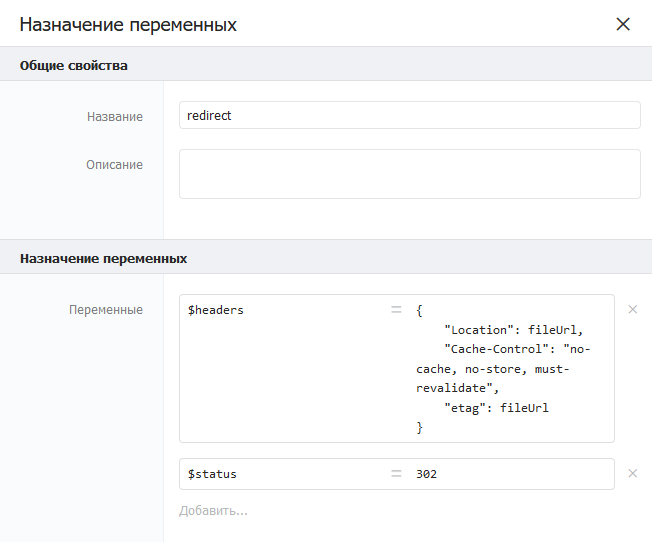 Назначение переменных
Общие свойства
Название
redirect
Описание
Назначение переменных
Переменные
$headers = {
"Location": fileUrl,
"Cache-Control": "no-
cache, no-store, must-
revalidate",
"etag": fileUrl
}
$status = 302
Добавить...